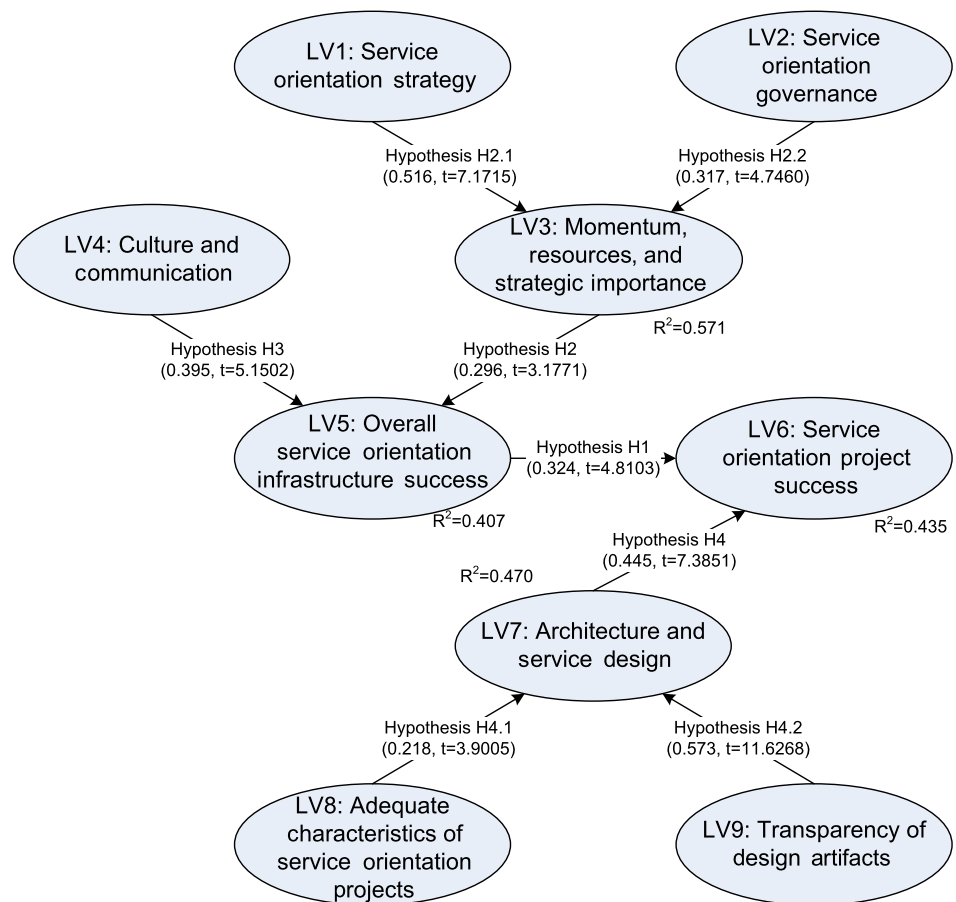 LV1: Service
orientation strategy
LV2: Service
orientation
governance
Hypothesis H2.1
(0.516, t=7.1715)
Hypothesis H2.2
(0.317, t=4.7460)
LV4: Culture and
communication
LV3: Momentum,
resources, and
strategic importance
R²=0.571
Hypothesis H3
(0.395, t=5.1502)
Hypothesis H2
(0.296, t=3.1771)
LV5: Overall
service orientation
infrastructure success
R²=0.407
Hypothesis H1
(0.324, t=4.8103)
LV6: Service
orientation project
success
R²=0.435
Hypothesis H4
(0.445, t=7.3851)
R²=0.470
LV7: Architecture and
service design
Hypothesis H4.1
(0.218, t=3.9005)
Hypothesis H4.2
(0.573, t=11.6268)
LV8: Adequate
characteristics of
service orientation
projects
LV9: Transparency of
design artifacts